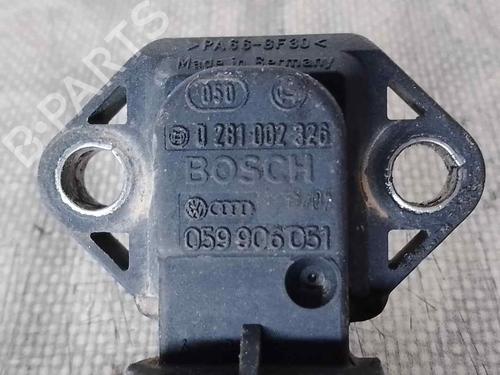 >PA66-GF30<
Made in Germany
050
0 281 002 326
BOSCH
059 906 051
B-PARTS